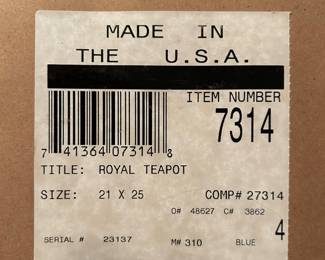 MADE IN
THE U.S.A.
ITEM NUMBER
7314
7 41364 07314 8
TITLE: ROYAL TEAPOT
SIZE: 21 X 25 COMP# 27314
O# 48627 C# 3862
4
SERIAL # 23137 M# 310 BLUE